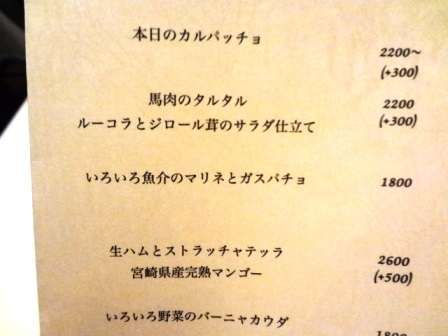 本日のカルパッチョ
2200～
(+300)
馬肉のタルタル 2200
ルーコラとジロール茸のサラダ仕立て (+300)
いろいろ魚介のマリネとガスパチョ 1800
生ハムとストラッチャテッラ 2600
宮崎県産完熟マンゴー (+500)
いろいろ野菜のバーニャカウダ
1800